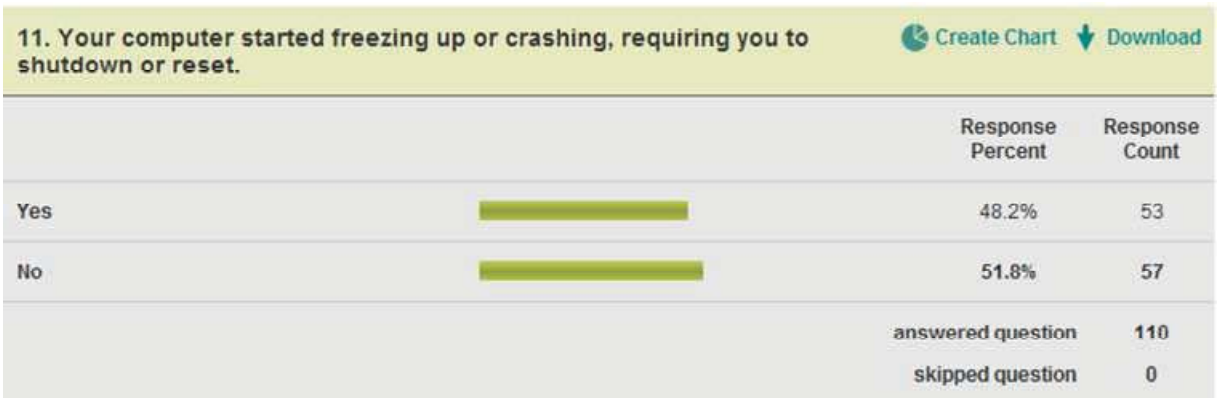 11. Your computer started freezing up or crashing, requiring you to
shutdown or reset.
Create Chart Download
Response Percent Response Count
Yes 48.2% 53
No 51.8% 57
answered question 110
skipped question 0